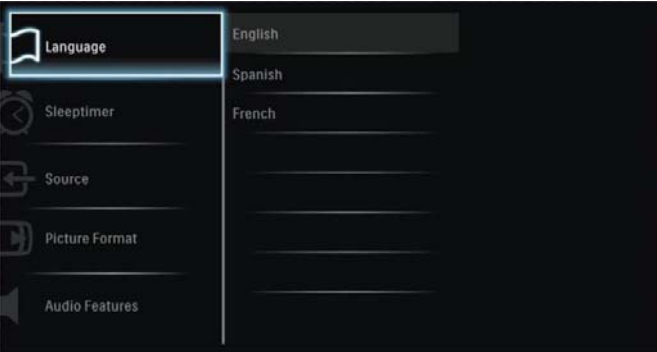 Language
Sleeptimer
Source
Picture Format
Audio Features
English
Spanish
French